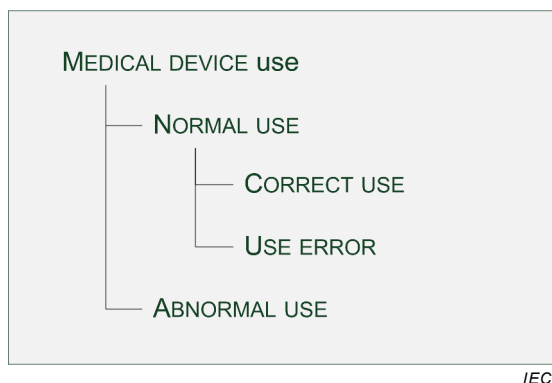 MEDICAL DEVICE use
NORMAL USE
CORRECT USE
USE ERROR
ABNORMAL USE
IEC